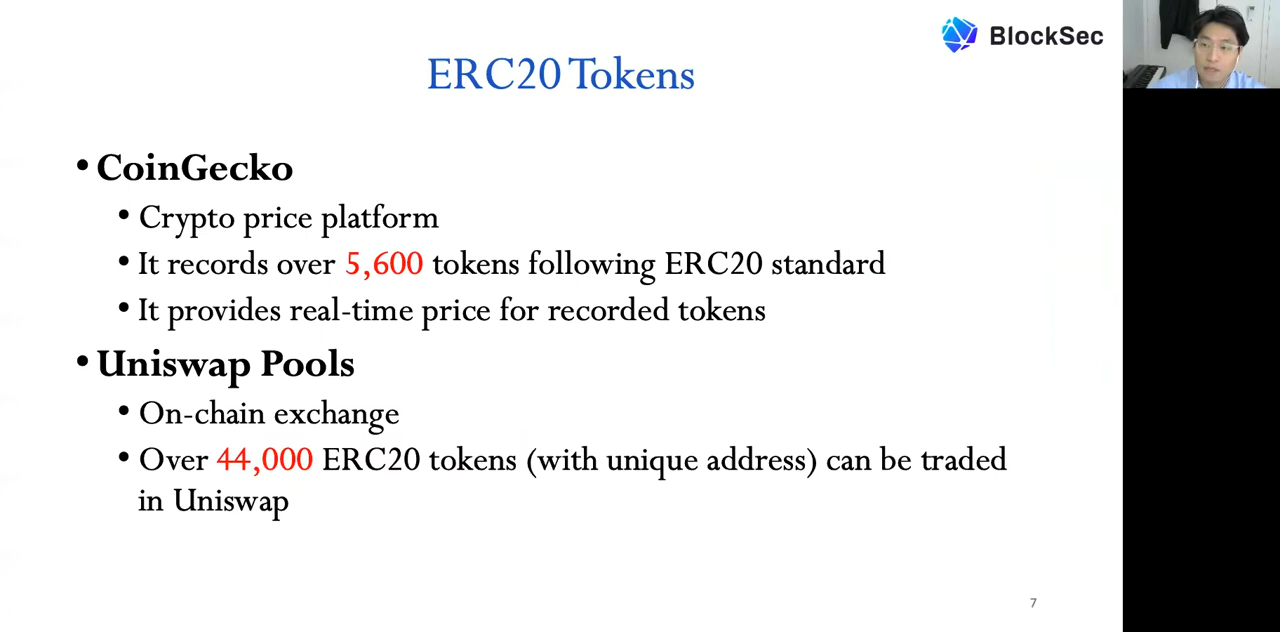 BlockSec
ERC20 Tokens
• CoinGecko
• Crypto price platform
• It records over 5,600 tokens following ERC20 standard
• It provides real-time price for recorded tokens
• Uniswap Pools
• On-chain exchange
• Over 44,000 ERC20 tokens (with unique address) can be traded
in Uniswap
7